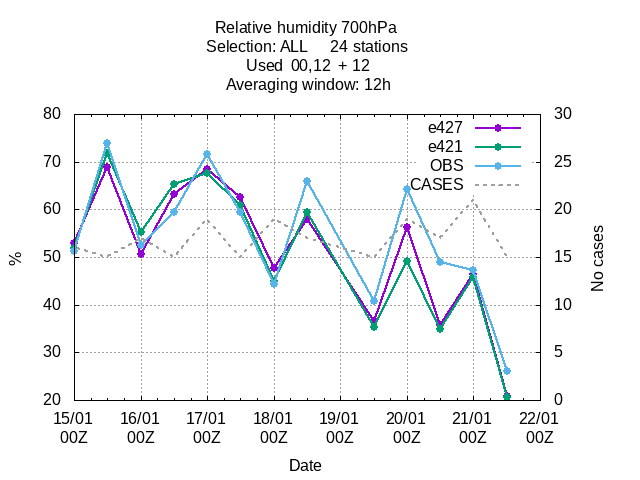 Relative humidity 700hPa
Selection: ALL     24 stations
Used  00,12  + 12
Averaging window: 12h
80
70
60
50
40
30
20
30
25
20
15
10
5
0
%
No cases
e427
e421
OBS
CASES
15/01 16/01 17/01 18/01 19/01 20/01 21/01 22/01
00Z 00Z 00Z 00Z 00Z 00Z 00Z 00Z
Date